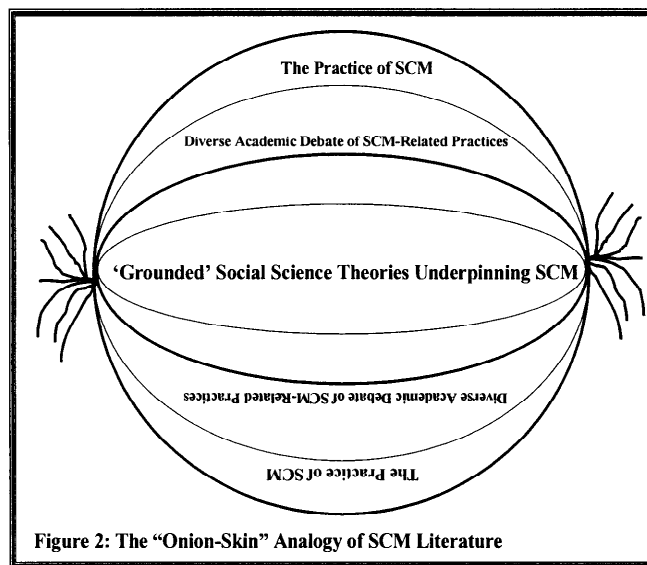 The Practice of SCM
Diverse Academic Debate of SCM-Related Practices
‘Grounded’ Social Science Theories Underpinning SCM
Diverse Academic Debate of SCM-Related Practices
The Practice of SCM
Figure 2: The “Onion-Skin” Analogy of SCM Literature